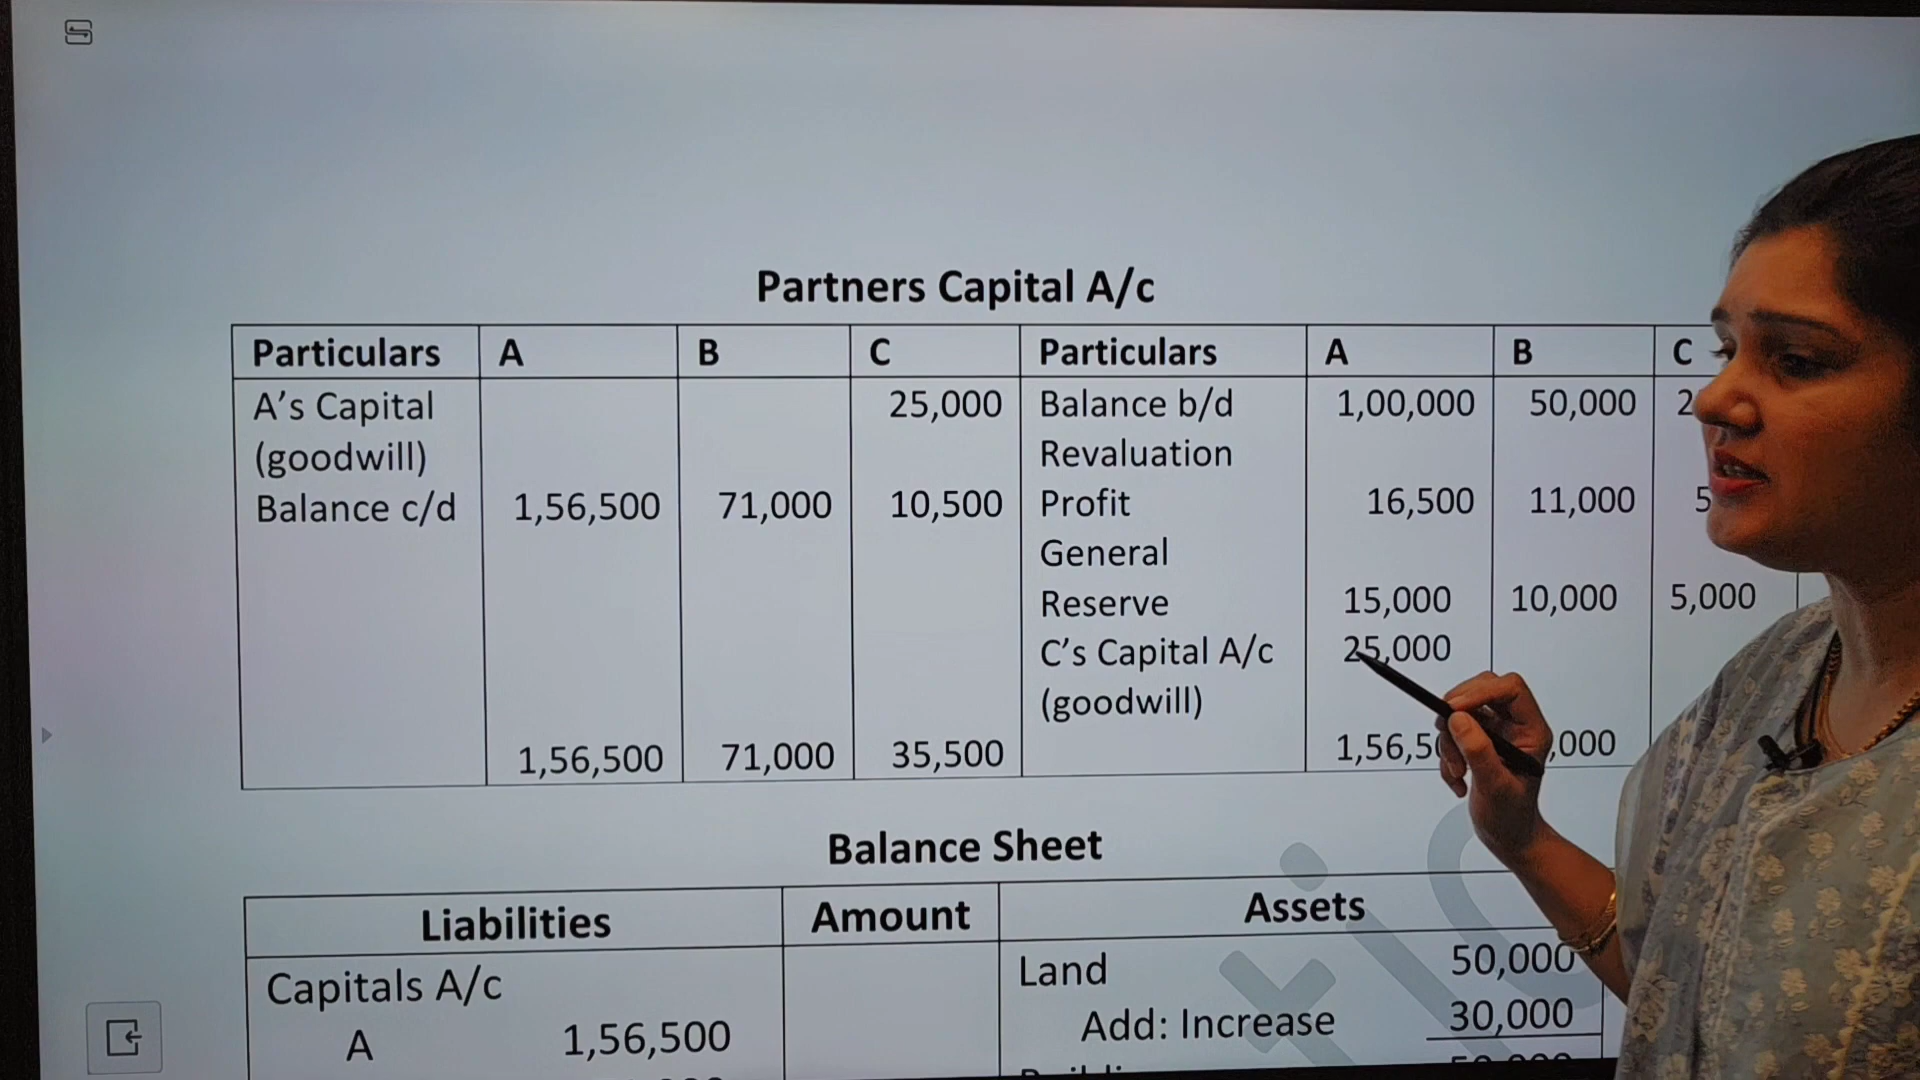 Partners Capital A/c
Particulars A B C Particulars A B C
A's Capital 25,000 Balance b/d 1,00,000 50,000
(goodwill) Revaluation
Balance c/d 1,56,500 71,000 10,500 Profit 16,500 11,000
General
Reserve 15,000 10,000 5,000
C's Capital A/c 25,000
(goodwill)
1,56,500 71,000 35,500
Balance Sheet
Liabilities Amount Assets
Capitals A/c Land 50,000
A 1,56,500 Add: Increase 30,000